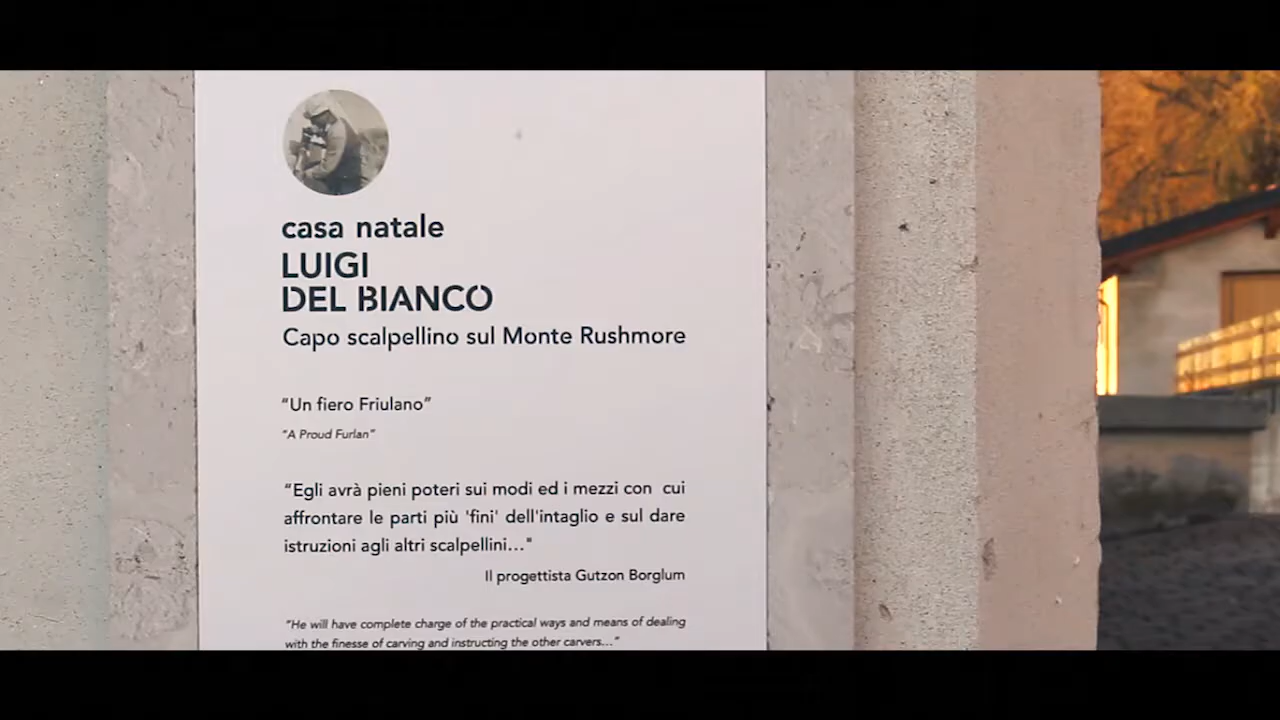 casa natale
LUIGI
DEL BIANCO
Capo scalpellino sul Monte Rushmore
“Un fiero Friulano”
“A Proud Furlan”
“Egli avrà pieni poteri sui modi ed i mezzi con cui
affrontare le parti più 'fini' dell'intaglio e sul dare
istruzioni agli altri scalpellini..."
Il progettista Gutzon Borglum
“He will have complete charge of the practical ways and means of dealing
with the finesse of carving and instructing the other carvers...”